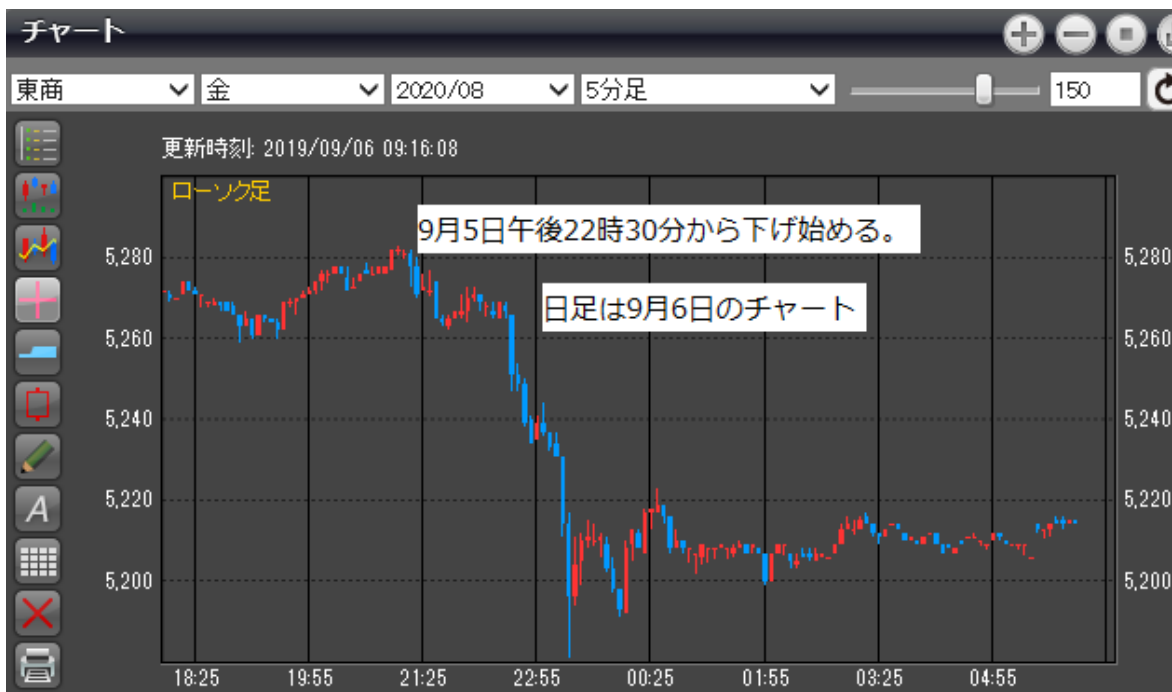 チャート
東商 金 2020/08 5分足 150
更新時刻: 2019/09/06 09:16:08
ローソク足
9月5日午後22時30分から下げ始める。
日足は9月6日のチャート
5,280 5,280
5,260 5,260
5,240 5,240
A
5,220 5,220
5,200 5,200
18:25 19:55 21:25 22:55 00:25 01:55 03:25 04:55